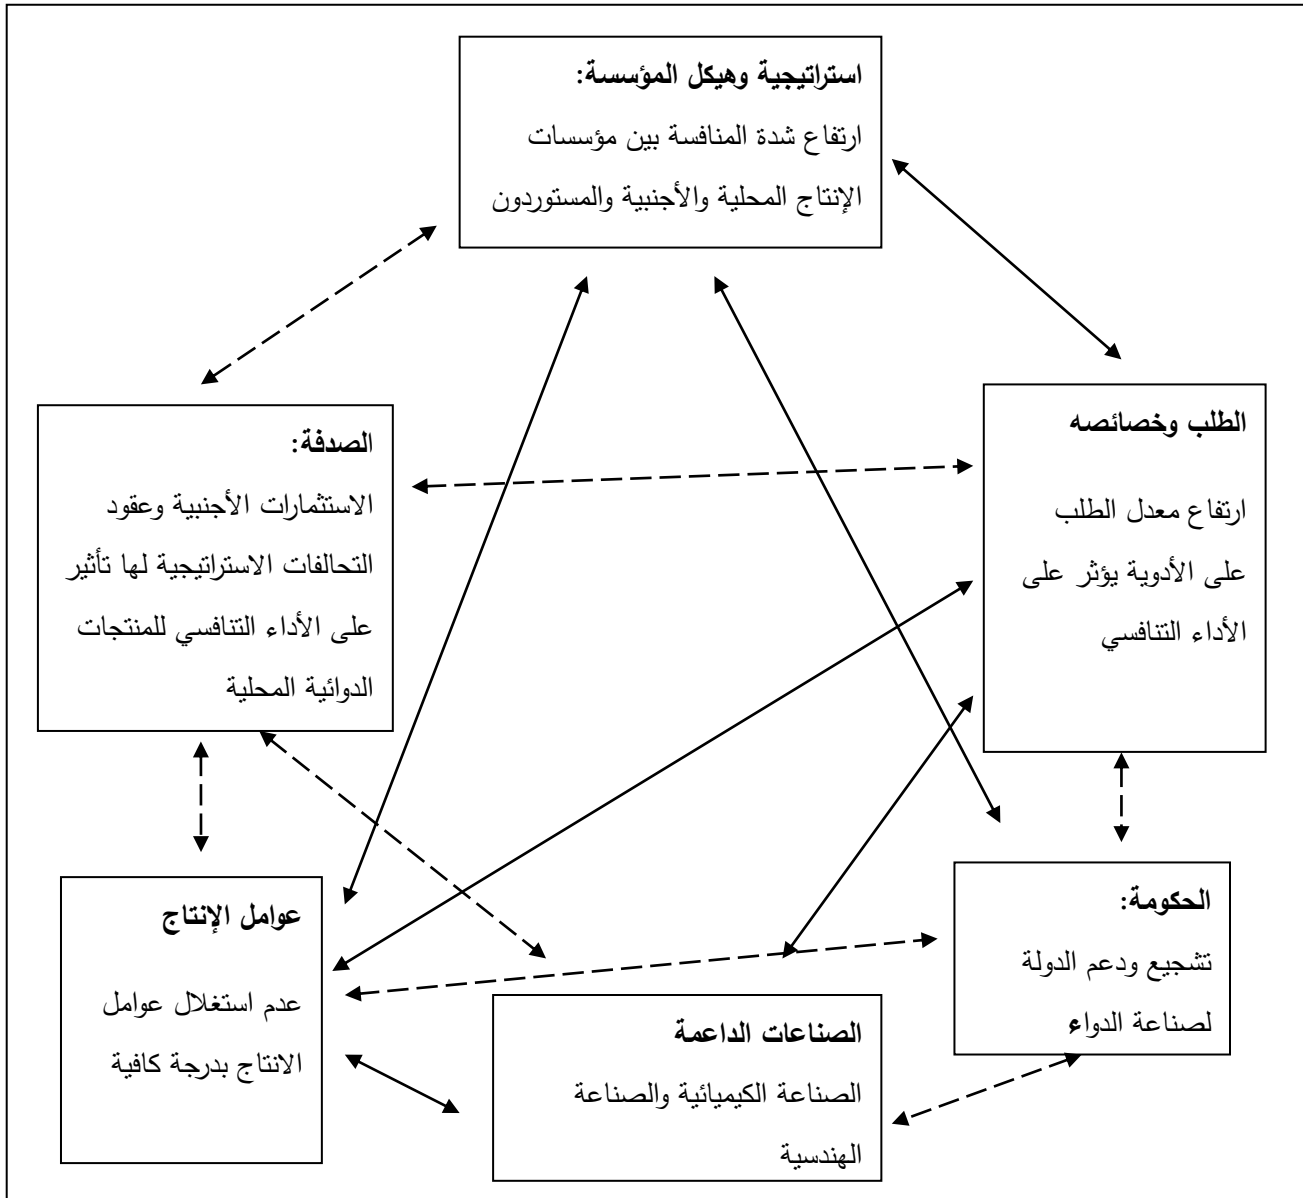 استراتيجية وهيكل المؤسسة:
ارتفاع شدة المنافسة بين مؤسسات
الإنتاج المحلية والأجنبية والمستوردون
الطلب وخصائصه
ارتفاع معدل الطلب
على الأدوية يؤثر على
الأداء التنافسي
الصدفة:
الاستثمارات الأجنبية وعقود
التحالفات الاستراتيجية لها تأثير
على الأداء التنافسي للمنتجات
الدوائية المحلية
الحكومة:
تشجيع ودعم الدولة
لصناعة الدواء
عوامل الإنتاج
عدم استغلال عوامل
الانتاج بدرجة كافية
الصناعات الداعمة
الصناعة الكيميائية والصناعة
الهندسية